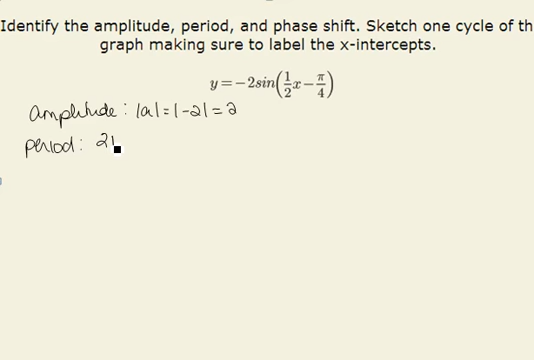 Identify the amplitude, period, and phase shift. Sketch one cycle of th
graph making sure to label the x-intercepts.
y=-2sin(1/2x-π/4)
amplitude: |a|=|-2|=2
period: 2